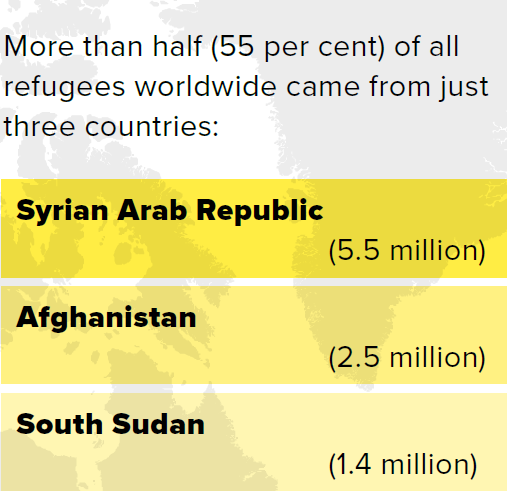 More than half (55 per cent) of all
refugees worldwide came from just
three countries:
Syrian Arab Republic
(5.5 million)
Afghanistan
(2.5 million)
South Sudan
(1.4 million)